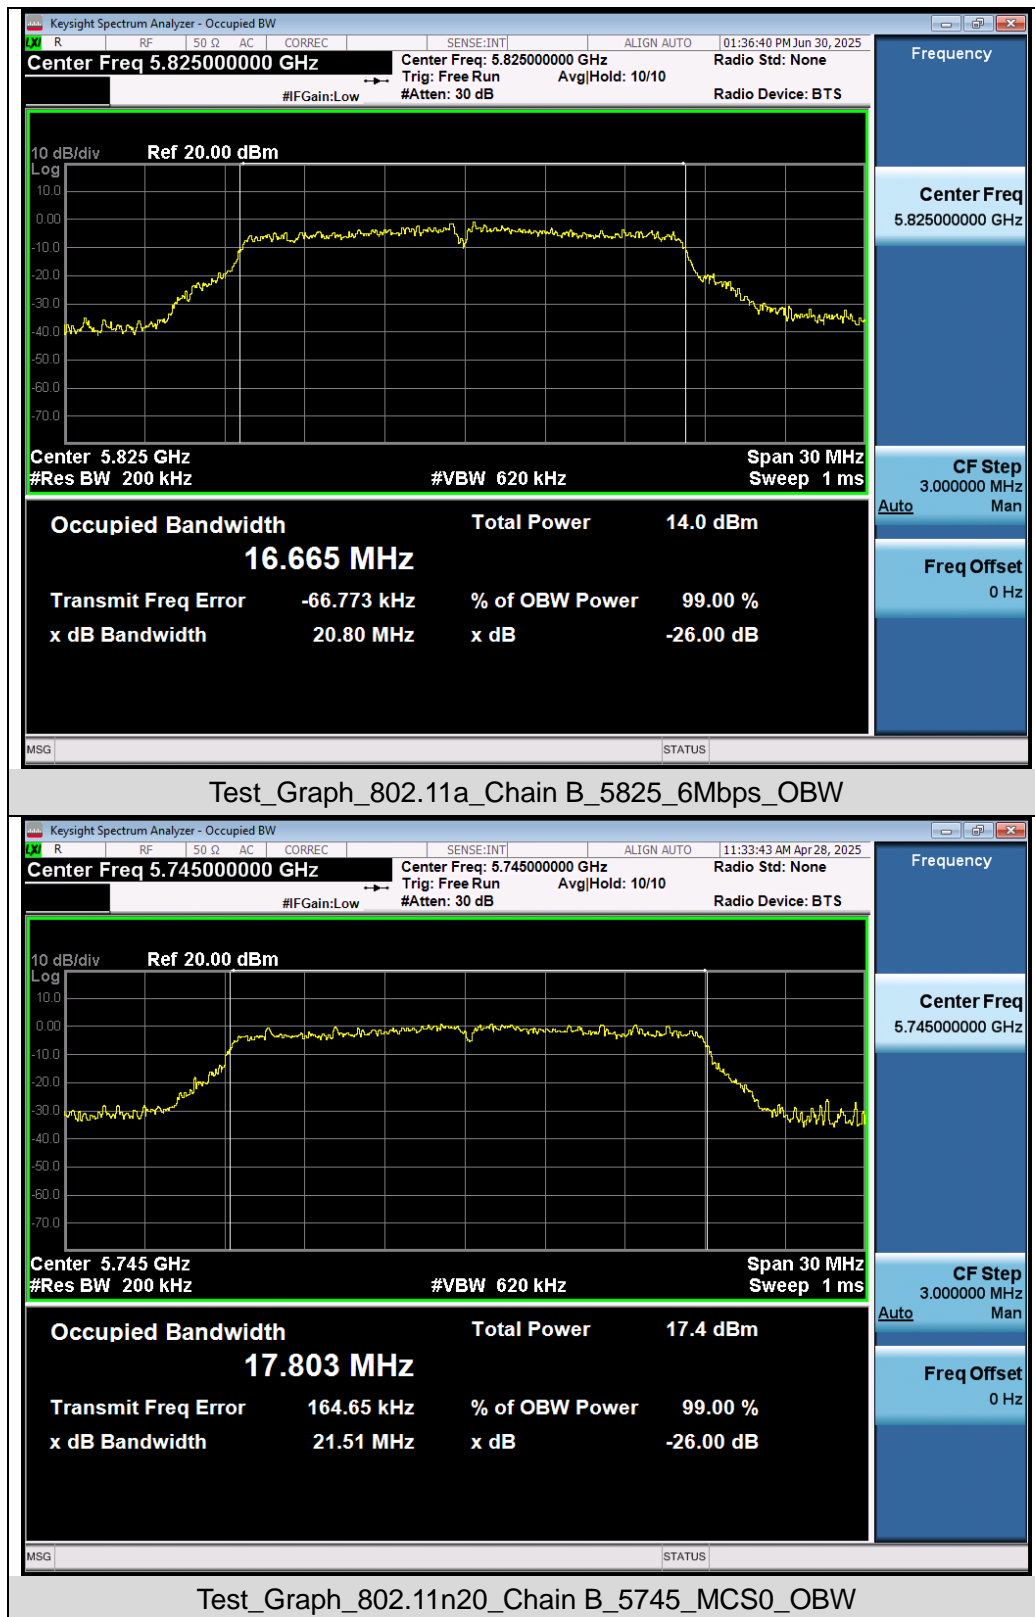 Keysight Spectrum Analyzer - Occupied BW
LXI R RF 50 Ω AC CORREC SENSE:INT ALIGN AUTO 01:36:40 PM Jun 30, 2025
Center Freq 5.825000000 GHz
Center Freq: 5.825000000 GHz
Radio Std: None
Trig: Free Run Avg|Hold: 10/10
#IFGain:Low #Atten: 30 dB Radio Device: BTS
Frequency
10 dB/div Ref 20.00 dBm
Log
10.0
0.00
-10.0
-20.0
-30.0
-40.0
-50.0
-60.0
-70.0
Center 5.825 GHz Span 30 MHz
#Res BW 200 kHz #VBW 620 kHz Sweep 1 ms
Center Freq
5.825000000 GHz
CF Step
3.000000 MHz
Auto Man
Freq Offset
0 Hz
Occupied Bandwidth Total Power 14.0 dBm
16.665 MHz
Transmit Freq Error -66.773 kHz % of OBW Power 99.00 %
x dB Bandwidth 20.80 MHz x dB -26.00 dB
MSG STATUS
Test_Graph_802.11a_Chain B_5825_6Mbps_OBW
Keysight Spectrum Analyzer - Occupied BW
LXI R RF 50 Ω AC CORREC SENSE:INT ALIGN AUTO 11:33:43 AM Apr 28, 2025
Center Freq 5.745000000 GHz
Center Freq: 5.745000000 GHz
Radio Std: None
Trig: Free Run Avg|Hold: 10/10
#IFGain:Low #Atten: 30 dB Radio Device: BTS
Frequency
10 dB/div Ref 20.00 dBm
Log
10.0
0.00
-10.0
-20.0
-30.0
-40.0
-50.0
-60.0
-70.0
Center 5.745 GHz Span 30 MHz
#Res BW 200 kHz #VBW 620 kHz Sweep 1 ms
Center Freq
5.745000000 GHz
CF Step
3.000000 MHz
Auto Man
Freq Offset
0 Hz
Occupied Bandwidth Total Power 17.4 dBm
17.803 MHz
Transmit Freq Error 164.65 kHz % of OBW Power 99.00 %
x dB Bandwidth 21.51 MHz x dB -26.00 dB
MSG STATUS
Test_Graph_802.11n20_Chain B_5745_MCS0_OBW